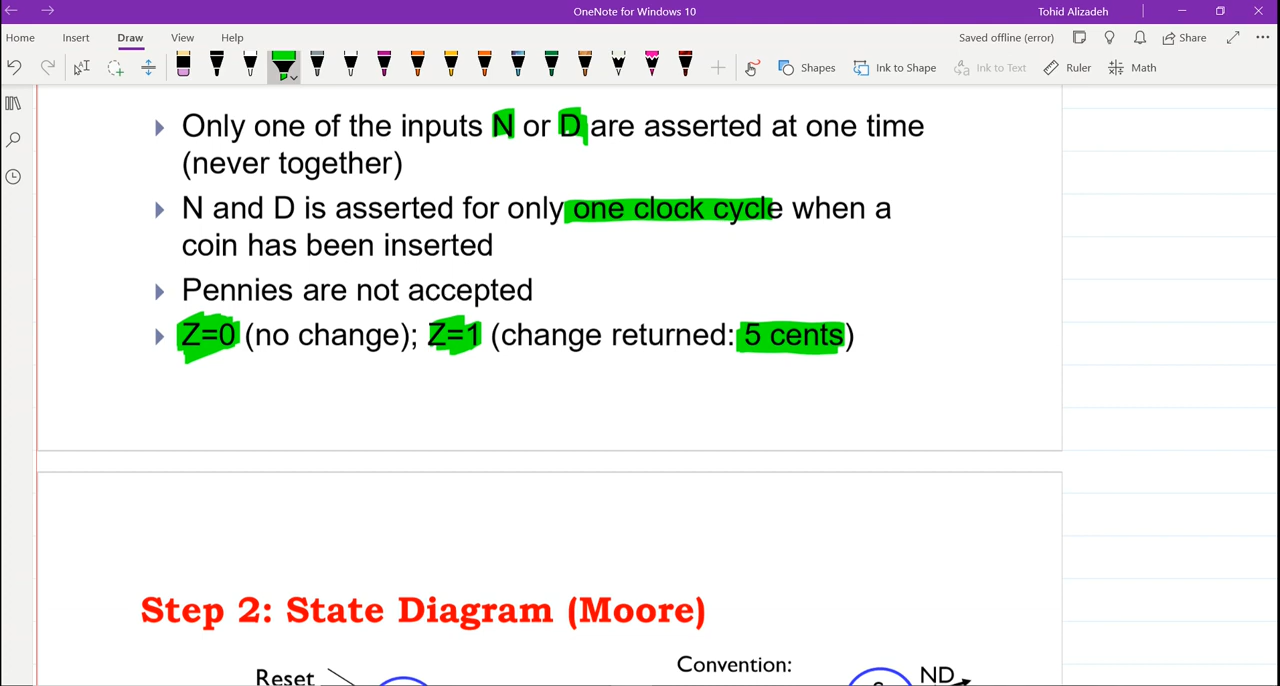 OneNote for Windows 10
Tohid Alizadeh
Home Insert Draw View Help
Saved offline (error)
Share
Shapes
Ink to Shape
Ink to Text
Ruler
Math
Only one of the inputs N or D are asserted at one time
(never together)
N and D is asserted for only one clock cycle when a
coin has been inserted
Pennies are not accepted
Z=0 (no change); Z=1 (change returned: 5 cents)
Step 2: State Diagram (Moore)
Reset
Convention:
ND